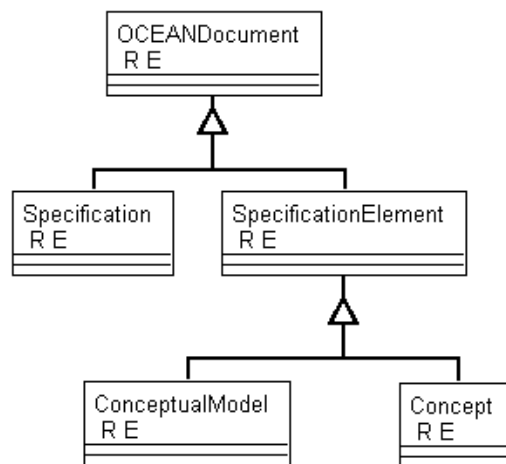 OCEANDocument
R E
Specification
R E
SpecificationElement
R E
ConceptualModel
R E
Concept
R E